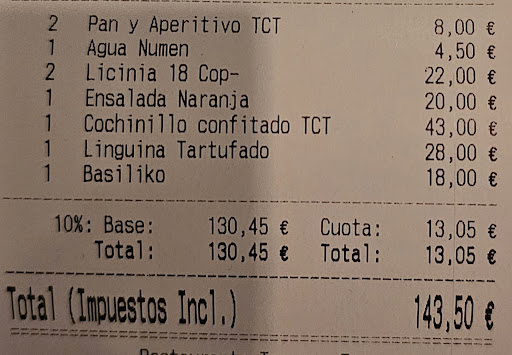 2 Pan y Aperitivo TCT 8,00 €
1 Agua Numen 4,50 €
2 Licinia 18 Cop- 22,00 €
1 Ensalada Naranja 20,00 €
1 Cochinillo confitado TCT 43,00 €
1 Linguina Tartufado 28,00 €
1 Basiliko 18,00 €
10%: Base: 130,45 € Cuota: 13,05 €
Total: 130,45 € Total: 13,05 €
Total (Impuestos Incl.) 143,50 €